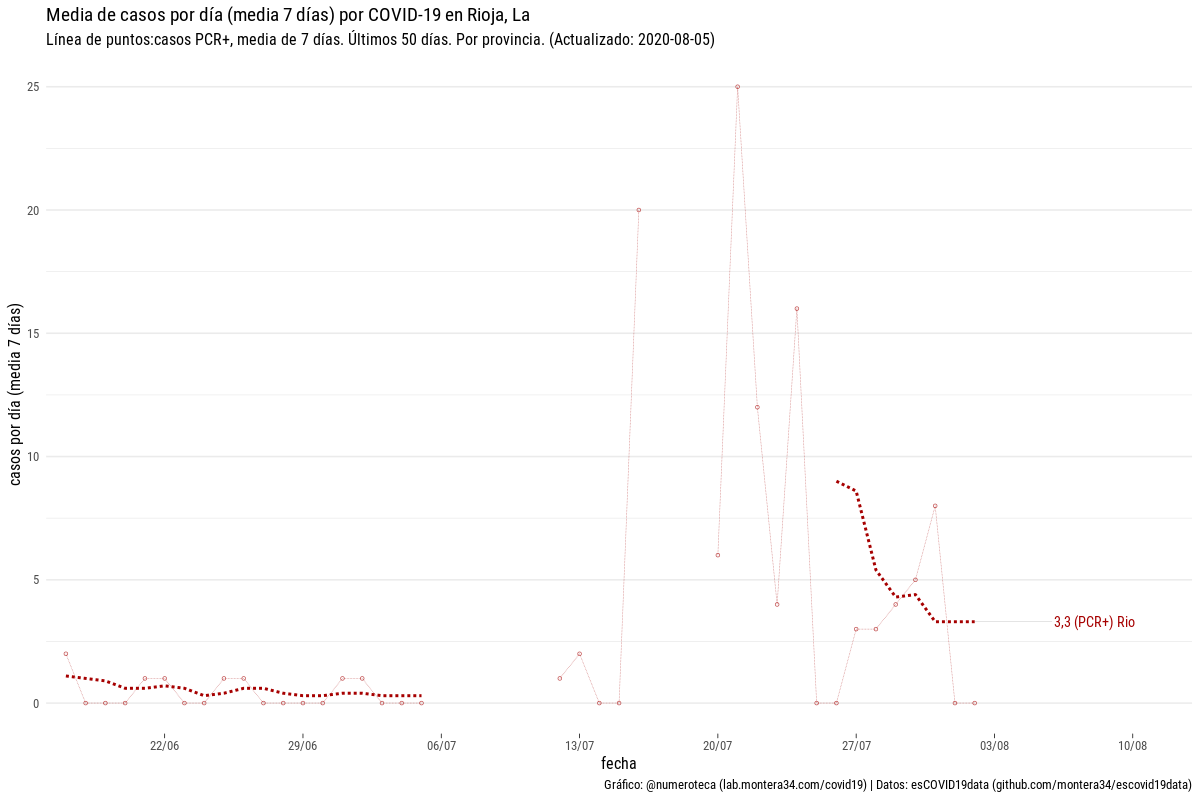 Media de casos por día (media 7 días) por COVID-19 en Rioja, La
Línea de puntos:casos PCR+, media de 7 días. Últimos 50 días. Por provincia. (Actualizado: 2020-08-05)
casos por día (media 7 días)
25
20
15
10
5
0
3,3 (PCR+) Rio
22/06 29/06 06/07 13/07 20/07 27/07 03/08 10/08
fecha
Gráfico: @numeroteca (lab.montera34.com/covid19) | Datos: esCOVID19data (github.com/montera34/escovid19data)